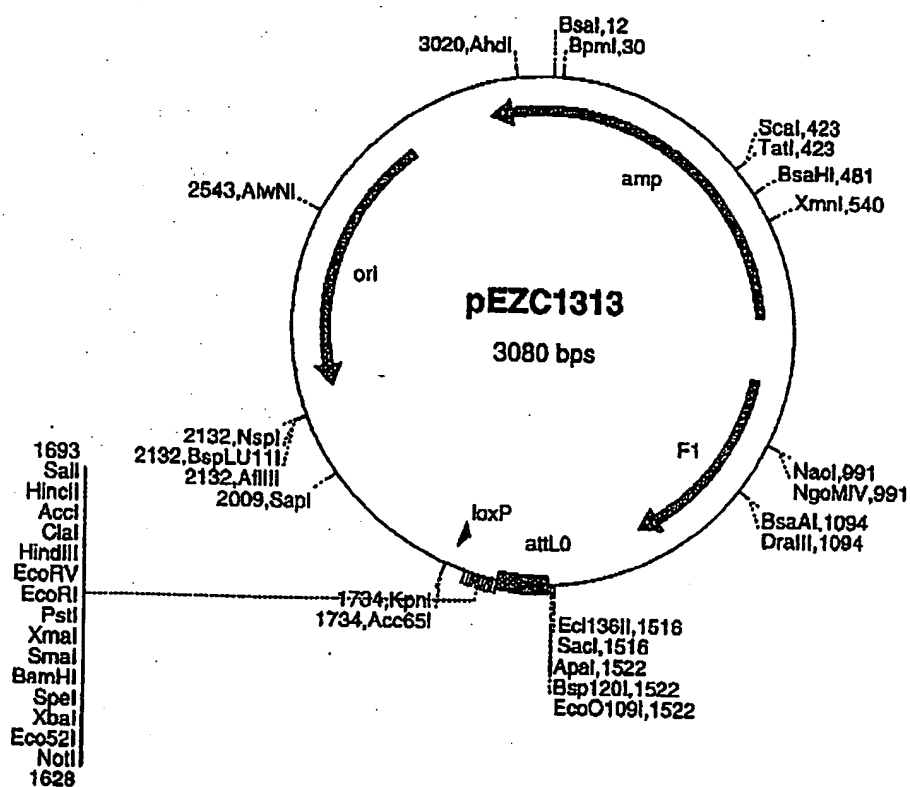 BsaI,12
3020,AhdI
BpmI,30
ScaI,423
TatI,423
BsaHI,481
XmnI,540
amp
2543,AlwNI
ori
pEZC1313
3080 bps
2132,NspI
2132,BspLU11I
2132,AflIII
2009,SapI
F1
NaeI,991
NgoMIV,991
BsaAI,1094
DraIII,1094
loxP
attL0
1734,KpnI
1734,Acc65I
Ecl136II,1516
SacI,1516
ApaI,1522
Bsp120I,1522
EcoO109I,1522
1693
SalI
HincII
AccI
ClaI
HindIII
EcoRV
EcoRI
PstI
XmaI
SmaI
BamHI
SpeI
XbaI
Eco52I
NotI
1628